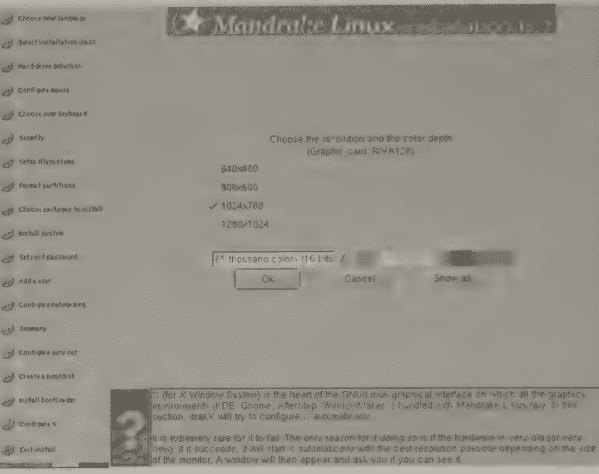 Choose your language
Mandrake Linux
Select installation class
Hard drive detection
Configure mouse
Choose your keyboard
Security
Setup filesystems
Format partitions
Choose packages to install
Install system
Set root password
Add a user
Configure networking
Summary
Configure services
Create a bootdisk
Install bootloader
Configure X
Exit install
Choose the resolution and the color depth
(Graphic card: RIVA128)
640x480
800x600
1024x768
1280x1024
65 thousand colors (16 bits)
Ok Cancel Show all
X (for X Window System) is the heart of the GNU/Linux graphical interface on which all the graphics
environments (KDE, Gnome, AfterStep, WindowMaker...) bundled with Mandrake Linux rely. In this
section, drakX will try to configure X automatically.
It is extremely rare for it to fail. The only reason for it doing so is if the hardware is very old (or very
new). If it succeeds, it will start X automatically with the best resolution possible depending on the size
of the monitor. A window will then appear and ask you if you can see it.